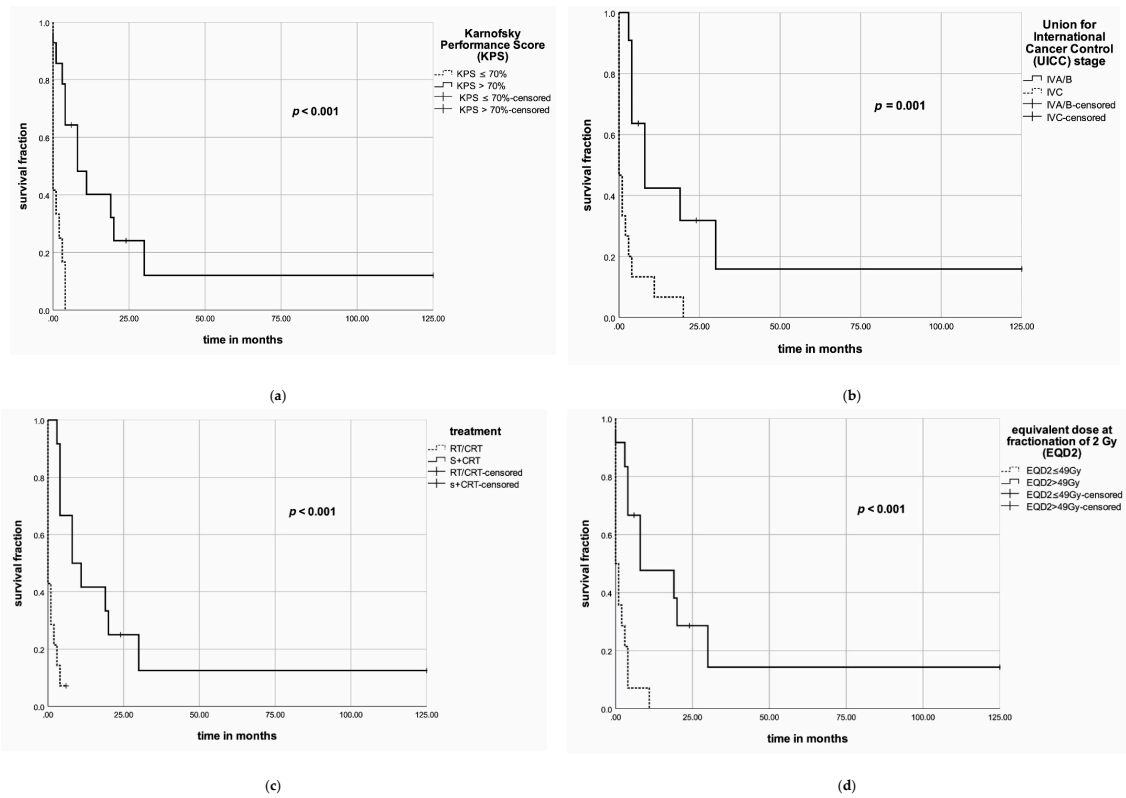 Karnofsky
Performance Score
(KPS)
KPS ≤ 70%
KPS > 70%
KPS ≤ 70%-censored
KPS > 70%-censored
p < 0.001
1.0
0.8
0.6
0.4
0.2
0.0
survival fraction
.00 25.00 50.00 75.00 100.00 125.00
time in months
(a)
Union for
International
Cancer Control
(UICC) stage
IVA/B
IVC
IVA/B-censored
IVC-censored
p = 0.001
1.0
0.8
0.6
0.4
0.2
0.0
survival fraction
.00 25.00 50.00 75.00 100.00 125.00
time in months
(b)
treatment
RT/CRT
S+CRT
RT/CRT-censored
s+CRT-censored
p < 0.001
1.0
0.8
0.6
0.4
0.2
0.0
survival fraction
.00 25.00 50.00 75.00 100.00 125.00
time in months
(c)
equivalent dose at
fractionation of 2 Gy
(EQD2)
EQD2≤49Gy
EQD2>49Gy
EQD2≤49Gy-censored
EQD2>49Gy-censored
p < 0.001
1.0
0.8
0.6
0.4
0.2
0.0
survival fraction
.00 25.00 50.00 75.00 100.00 125.00
time in months
(d)